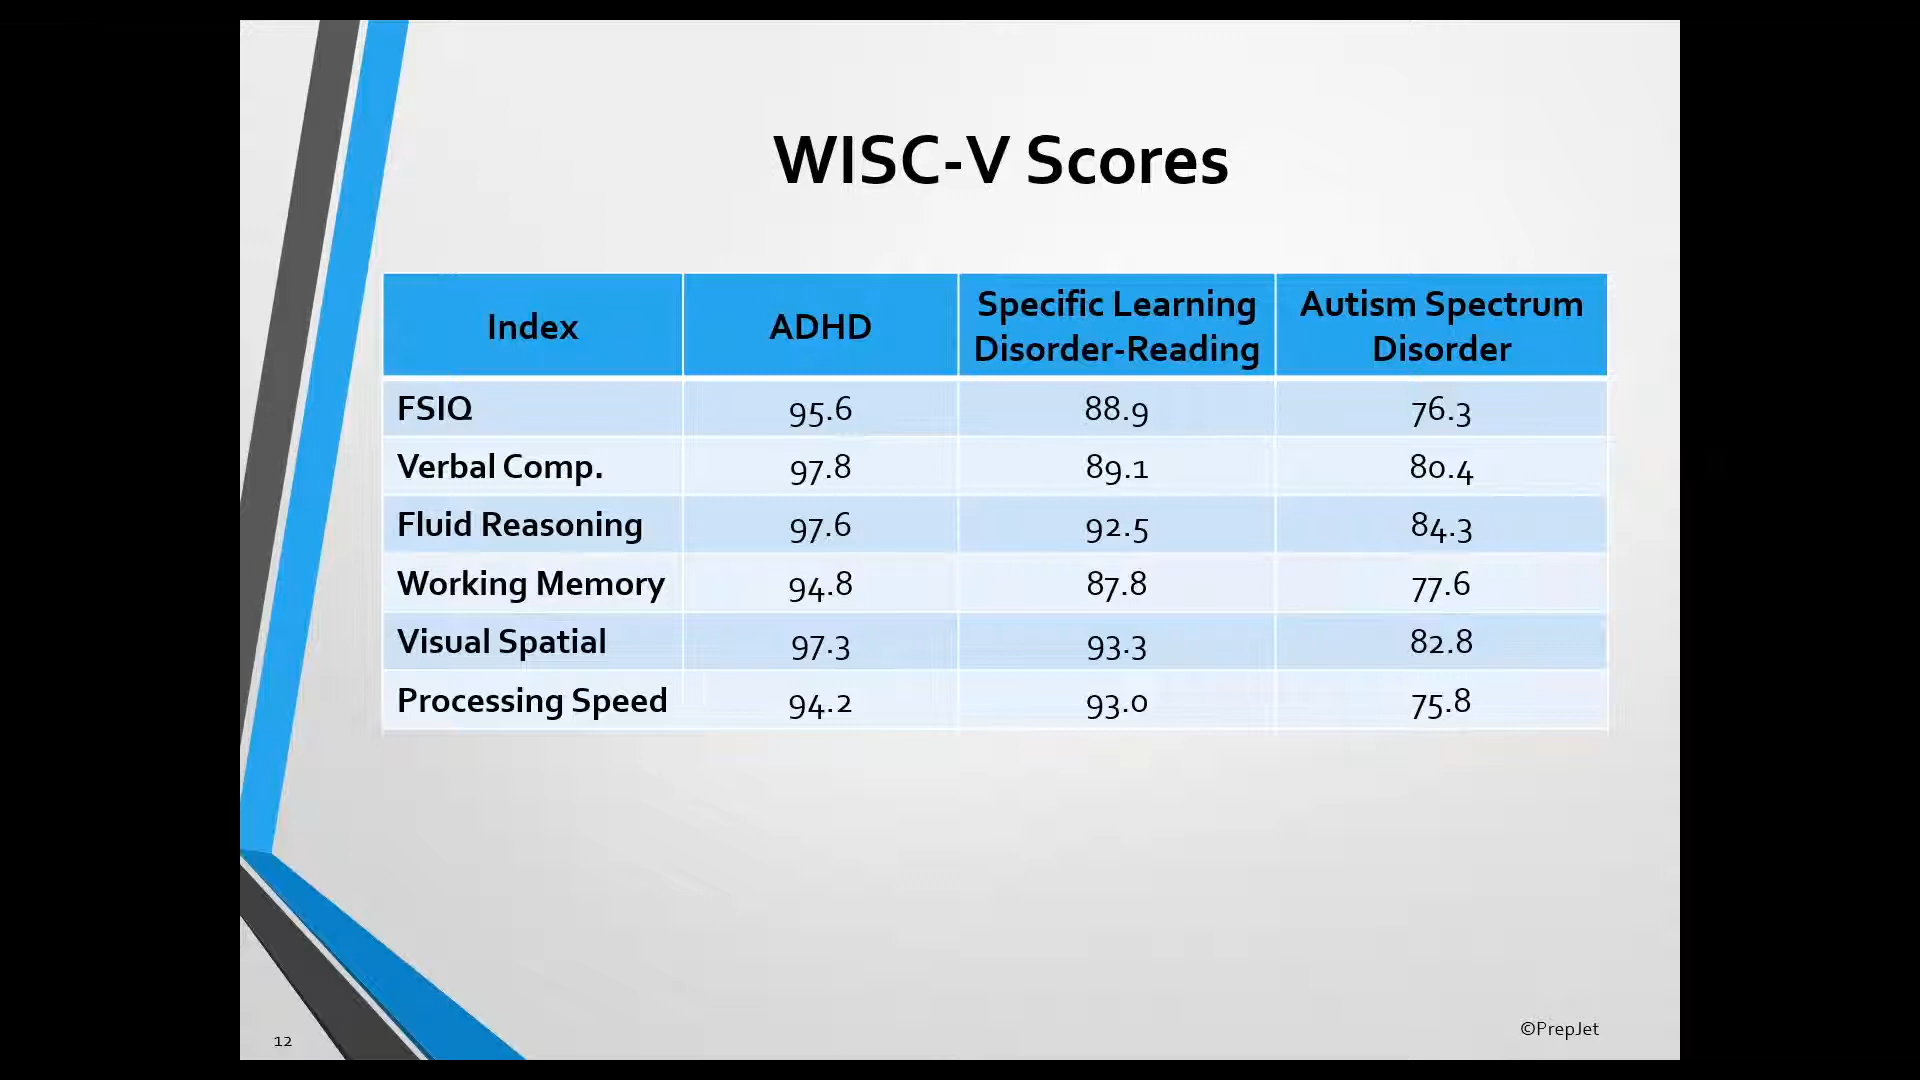 WISC-V Scores
Index ADHD Specific Learning Disorder-Reading Autism Spectrum Disorder
FSIQ 95.6 88.9 76.3
Verbal Comp. 97.8 89.1 80.4
Fluid Reasoning 97.6 92.5 84.3
Working Memory 94.8 87.8 77.6
Visual Spatial 97.3 93.3 82.8
Processing Speed 94.2 93.0 75.8
12
©PrepJet